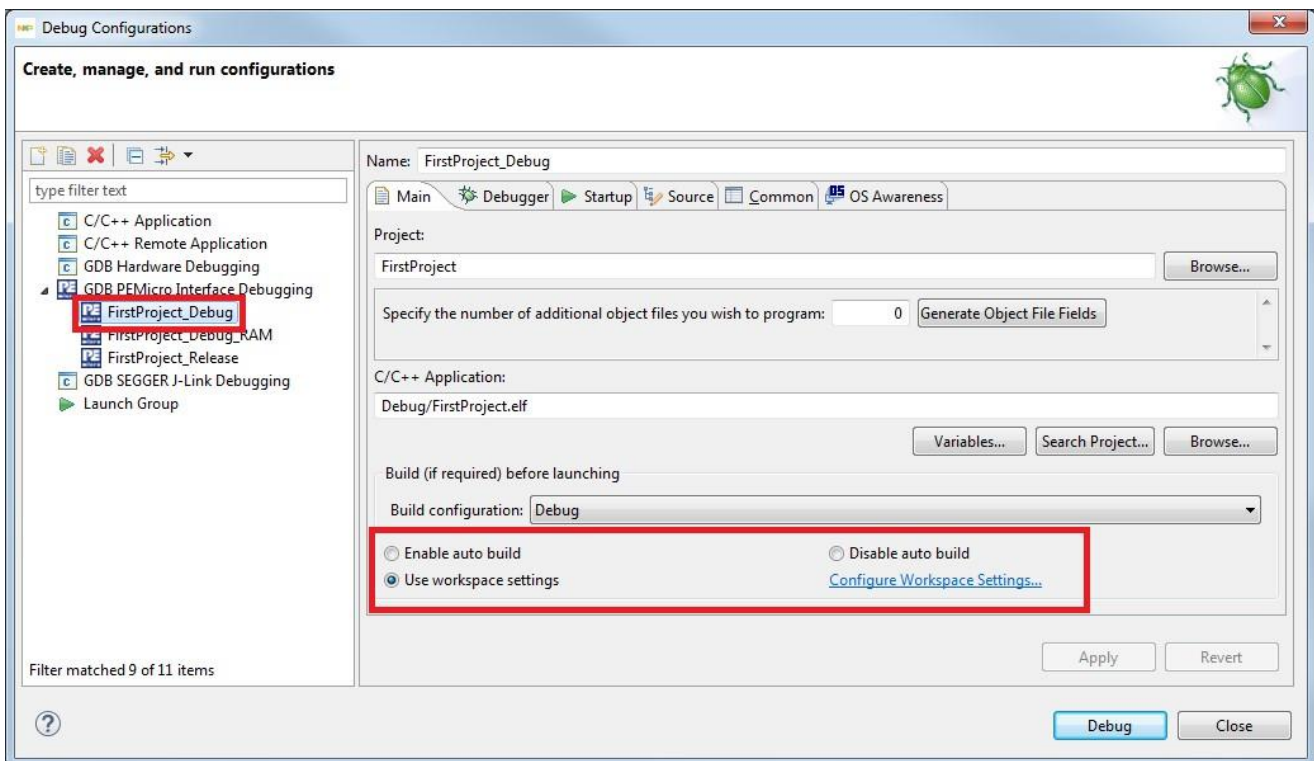 NXP Debug Configurations
Create, manage, and run configurations
type filter text
C/C++ Application
C/C++ Remote Application
GDB Hardware Debugging
GDB PEMicro Interface Debugging
FirstProject_Debug
FirstProject_Debug_RAM
FirstProject_Release
GDB SEGGER J-Link Debugging
Launch Group
Filter matched 9 of 11 items
Name: FirstProject_Debug
Main Debugger Startup Source Common OS Awareness
Project:
FirstProject Browse...
Specify the number of additional object files you wish to program: 0 Generate Object File Fields
C/C++ Application:
Debug/FirstProject.elf
Variables... Search Project... Browse...
Build (if required) before launching
Build configuration: Debug
Enable auto build Disable auto build
Use workspace settings Configure Workspace Settings...
Apply Revert
Debug Close